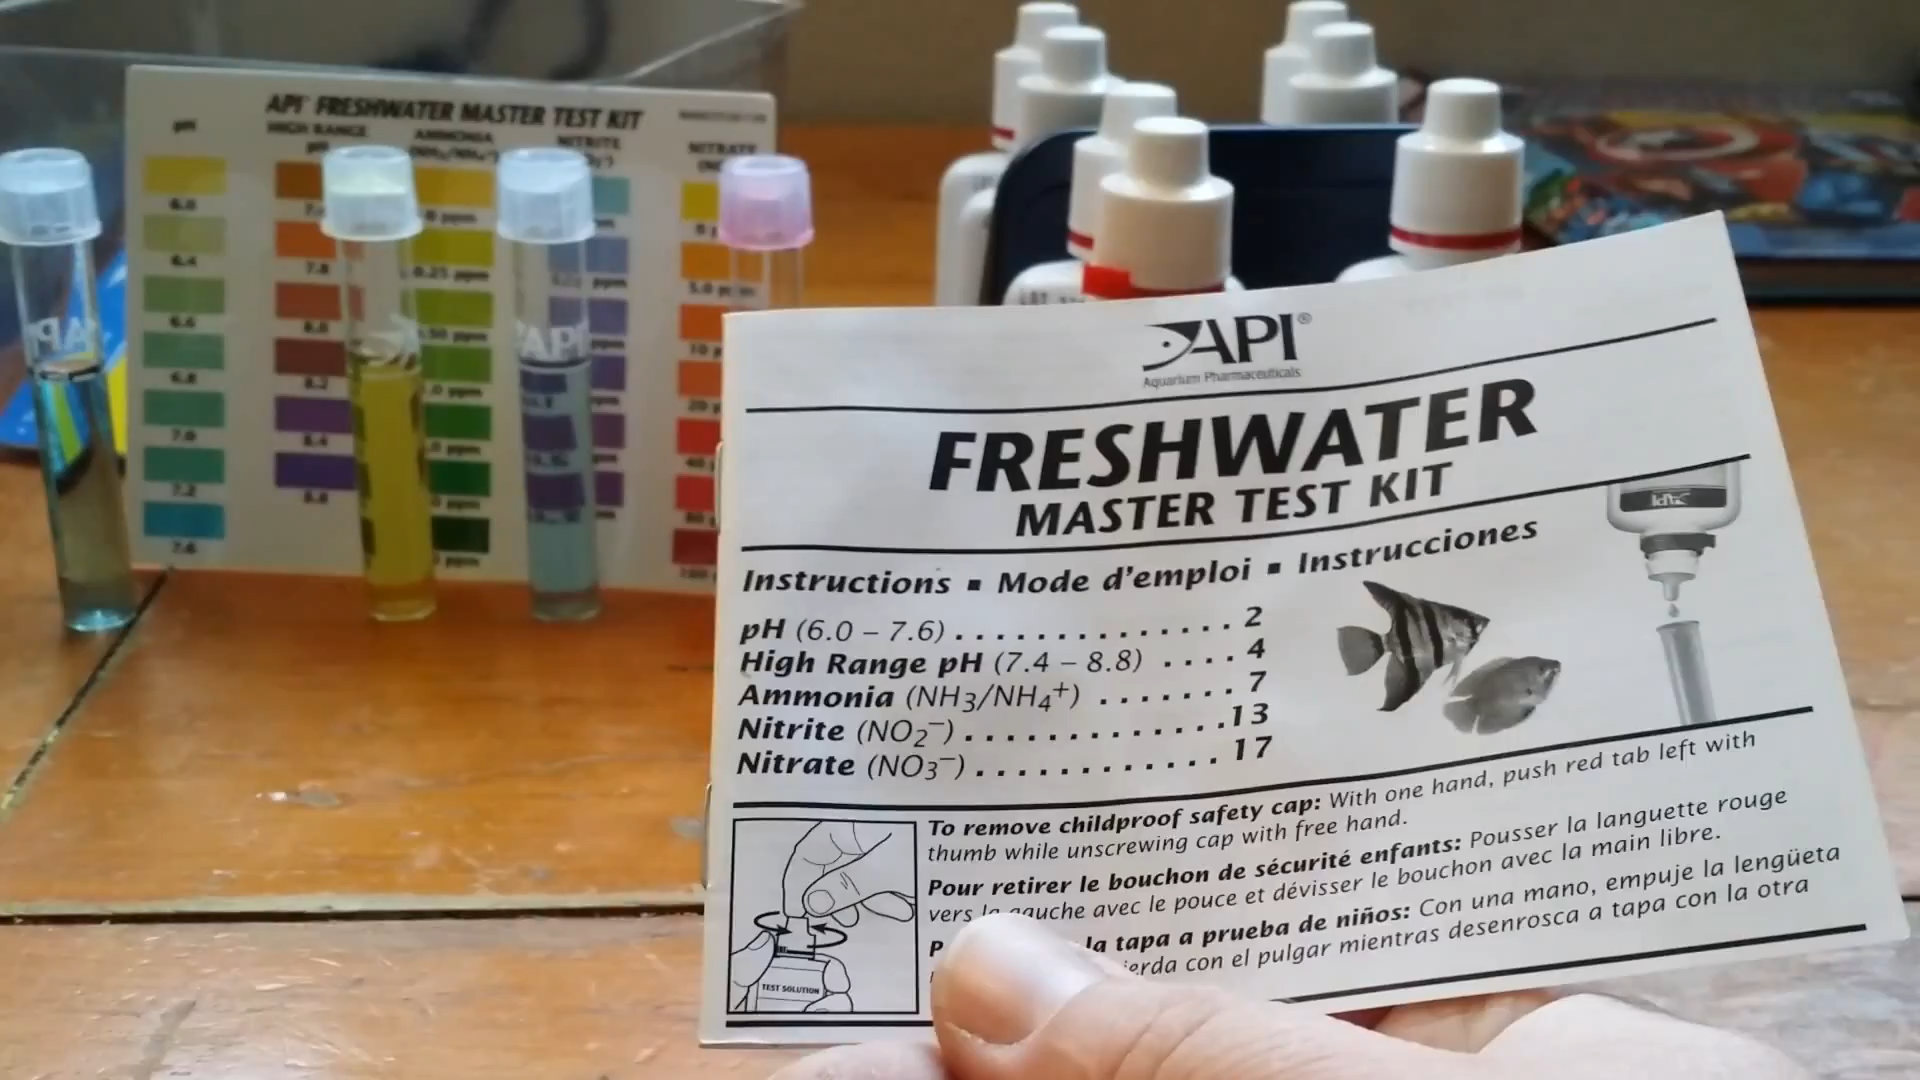 API FRESHWATER MASTER TEST KIT
pH
HIGH RANGE
AMMONIA
NITRITE
NITRATE
6.0
6.4
6.6
6.8
7.0
7.2
7.6
7.8
8.0
8.2
8.4
8.8
0 ppm
0.25 ppm
API
API
API®
Aquarium Pharmaceuticals
FRESHWATER
MASTER TEST KIT
Instructions ▪ Mode d'emploi ▪ Instrucciones
pH (6.0 – 7.6) . . . . . . . . . . . . . . 2
High Range pH (7.4 – 8.8) . . . . 4
Ammonia (NH3/NH4+) . . . . . . . 7
Nitrite (NO2–) . . . . . . . . . . . . .13
Nitrate (NO3–) . . . . . . . . . . . . 17
To remove childproof safety cap: With one hand, push red tab left with
thumb while unscrewing cap with free hand.
Pour retirer le bouchon de sécurité enfants: Pousser la languette rouge
vers la gauche avec le pouce et dévisser le bouchon avec la main libre.
la tapa a prueba de niños: Con una mano, empuje la lengüeta
con el pulgar mientras desenrosca a tapa con la otra
TEST SOLUTION